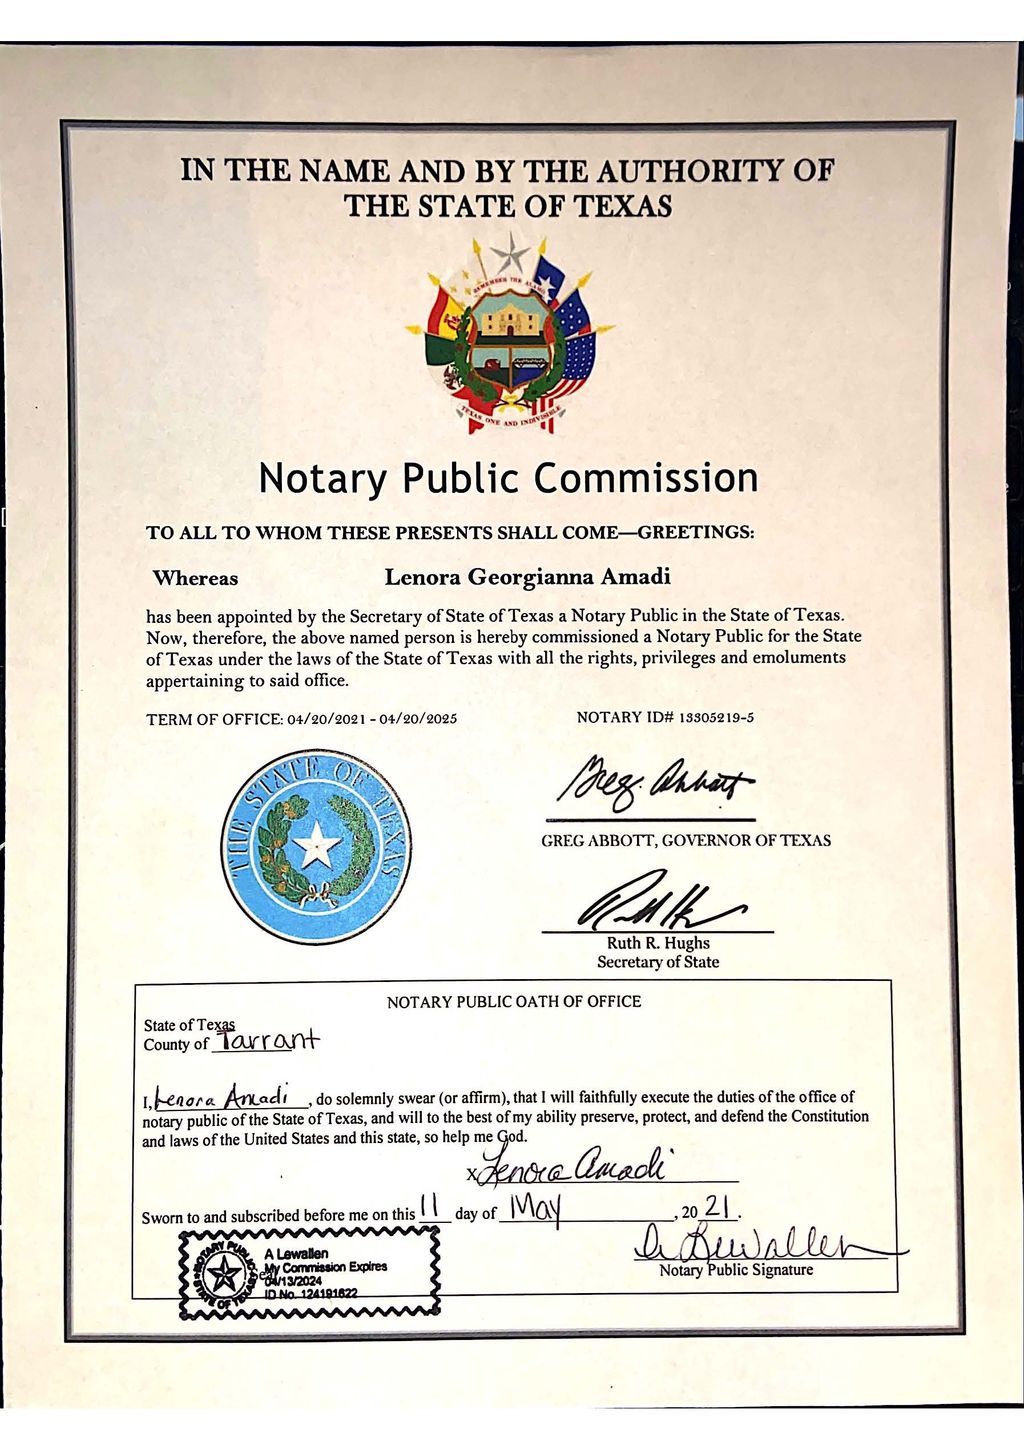 IN THE NAME AND BY THE AUTHORITY OF
THE STATE OF TEXAS
REMEMBER THE ALAMO
TEXAS ONE AND INDIVISIBLE
Notary Public Commission
TO ALL TO WHOM THESE PRESENTS SHALL COME—GREETINGS:
Whereas Lenora Georgianna Amadi
has been appointed by the Secretary of State of Texas a Notary Public in the State of Texas.
Now, therefore, the above named person is hereby commissioned a Notary Public for the State
of Texas under the laws of the State of Texas with all the rights, privileges and emoluments
appertaining to said office.
TERM OF OFFICE: 04/20/2021 - 04/20/2025 NOTARY ID# 13305219-5
THE STATE OF TEXAS
Greg Abbott
GREG ABBOTT, GOVERNOR OF TEXAS
Ruth R. Hughs
Secretary of State
NOTARY PUBLIC OATH OF OFFICE
State of Texas
County of Tarrant
I, Lenora Amadi, do solemnly swear (or affirm), that I will faithfully execute the duties of the office of
notary public of the State of Texas, and will to the best of my ability preserve, protect, and defend the Constitution
and laws of the United States and this state, so help me God.
x Lenora Amadi
Sworn to and subscribed before me on this 11 day of May, 20 21.
NOTARY PUBLIC
STATE OF TEXAS
A Lewallen
My Commission Expires
04/13/2024
ID No. 124191622
Notary Public Signature